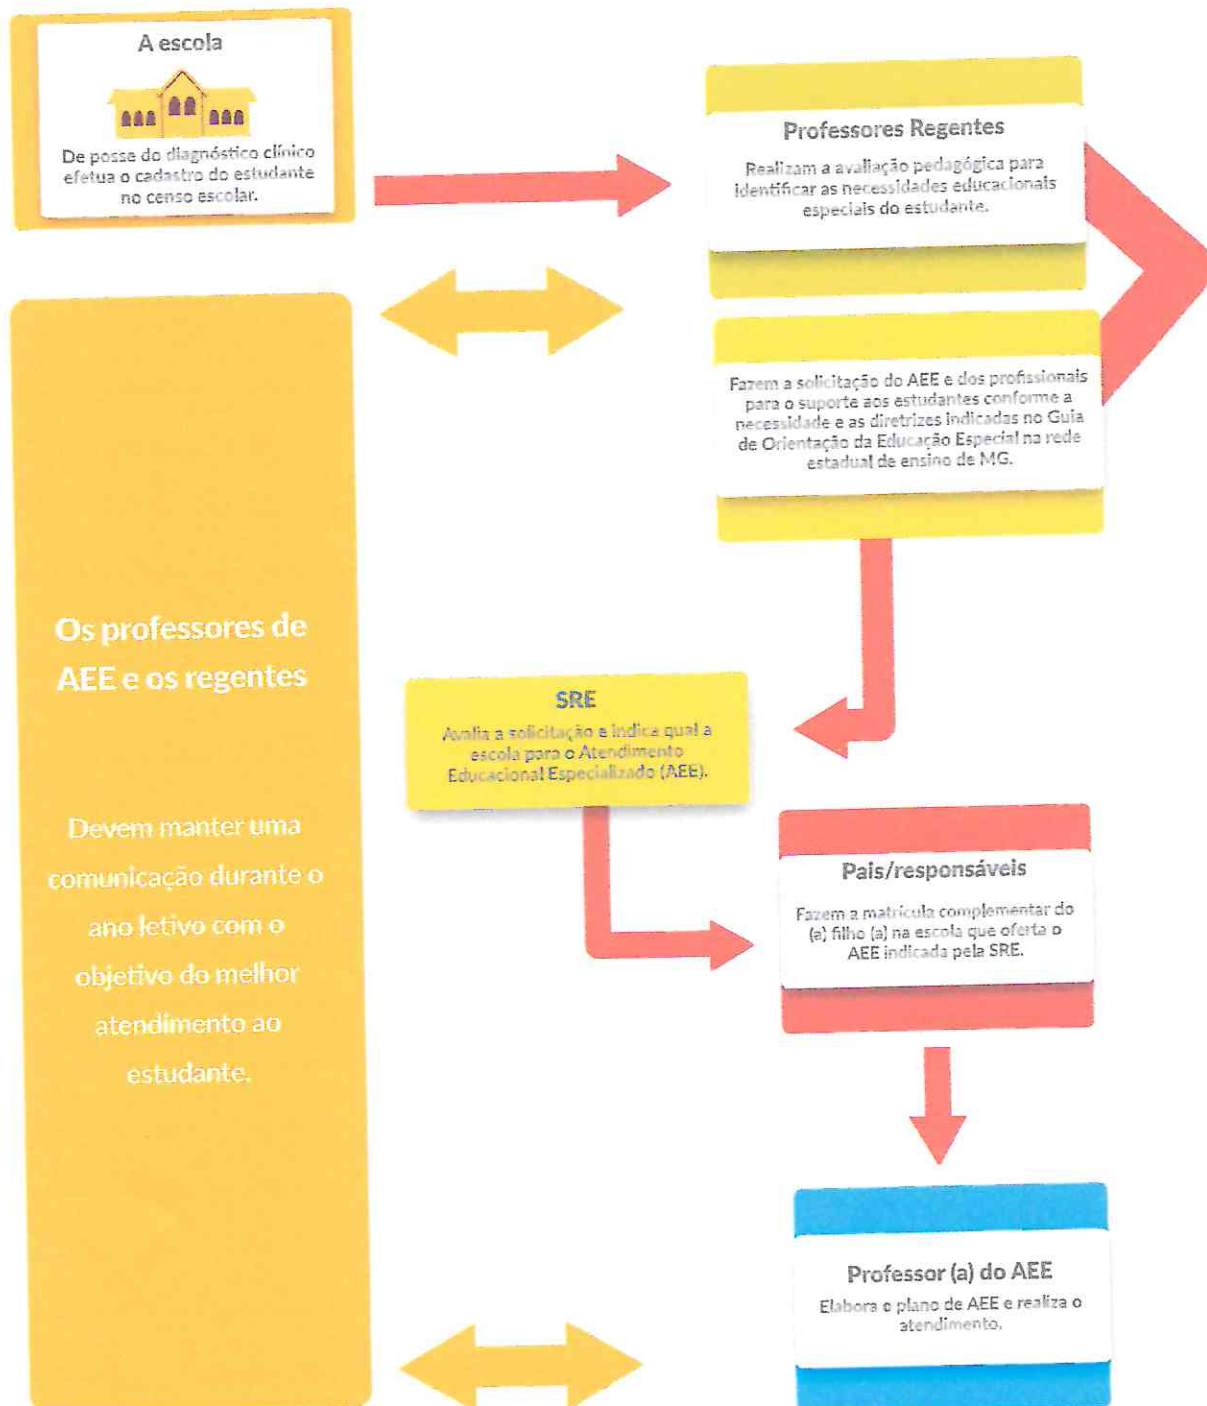 A escola
De posse do diagnóstico clínico
efetua o cadastro do estudante
no censo escolar.
Professores Regentes
Realizam a avaliação pedagógica para
identificar as necessidades educacionais
especiais do estudante.
Fazem a solicitação do AEE e dos profissionais
para o suporte aos estudantes conforme a
necessidade e as diretrizes indicadas no Guia
de Orientação da Educação Especial na rede
estadual de ensino de MG.
Os professores de
AEE e os regentes
Devem manter uma
comunicação durante o
ano letivo com o
objetivo do melhor
atendimento ao
estudante.
SRE
Avalia a solicitação e indica qual a
escola para o Atendimento
Educacional Especializado (AEE).
Pais/responsáveis
Fazem a matrícula complementar do
(a) filho (a) na escola que oferta o
AEE indicada pela SRE.
Professor (a) do AEE
Elabora o plano de AEE e realiza o
atendimento.